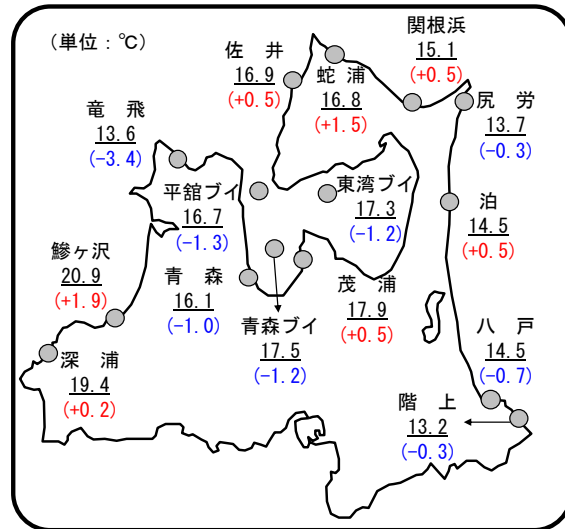 (単位：℃)
関根浜
15.1
(+0.5)
佐　井
16.9
(+0.5)
蛇　浦
16.8
(+1.5)
尻　労
13.7
(−0.3)
竜　飛
13.6
(−3.4)
平舘ブイ
16.7
(−1.3)
東湾ブイ
17.3
(−1.2)
泊
14.5
(+0.5)
鰺ヶ沢
20.9
(+1.9)
青　森
16.1
(−1.0)
茂　浦
17.9
(+0.5)
青森ブイ
17.5
(−1.2)
八　戸
14.5
(−0.7)
深　浦
19.4
(+0.2)
階　上
13.2
(−0.3)